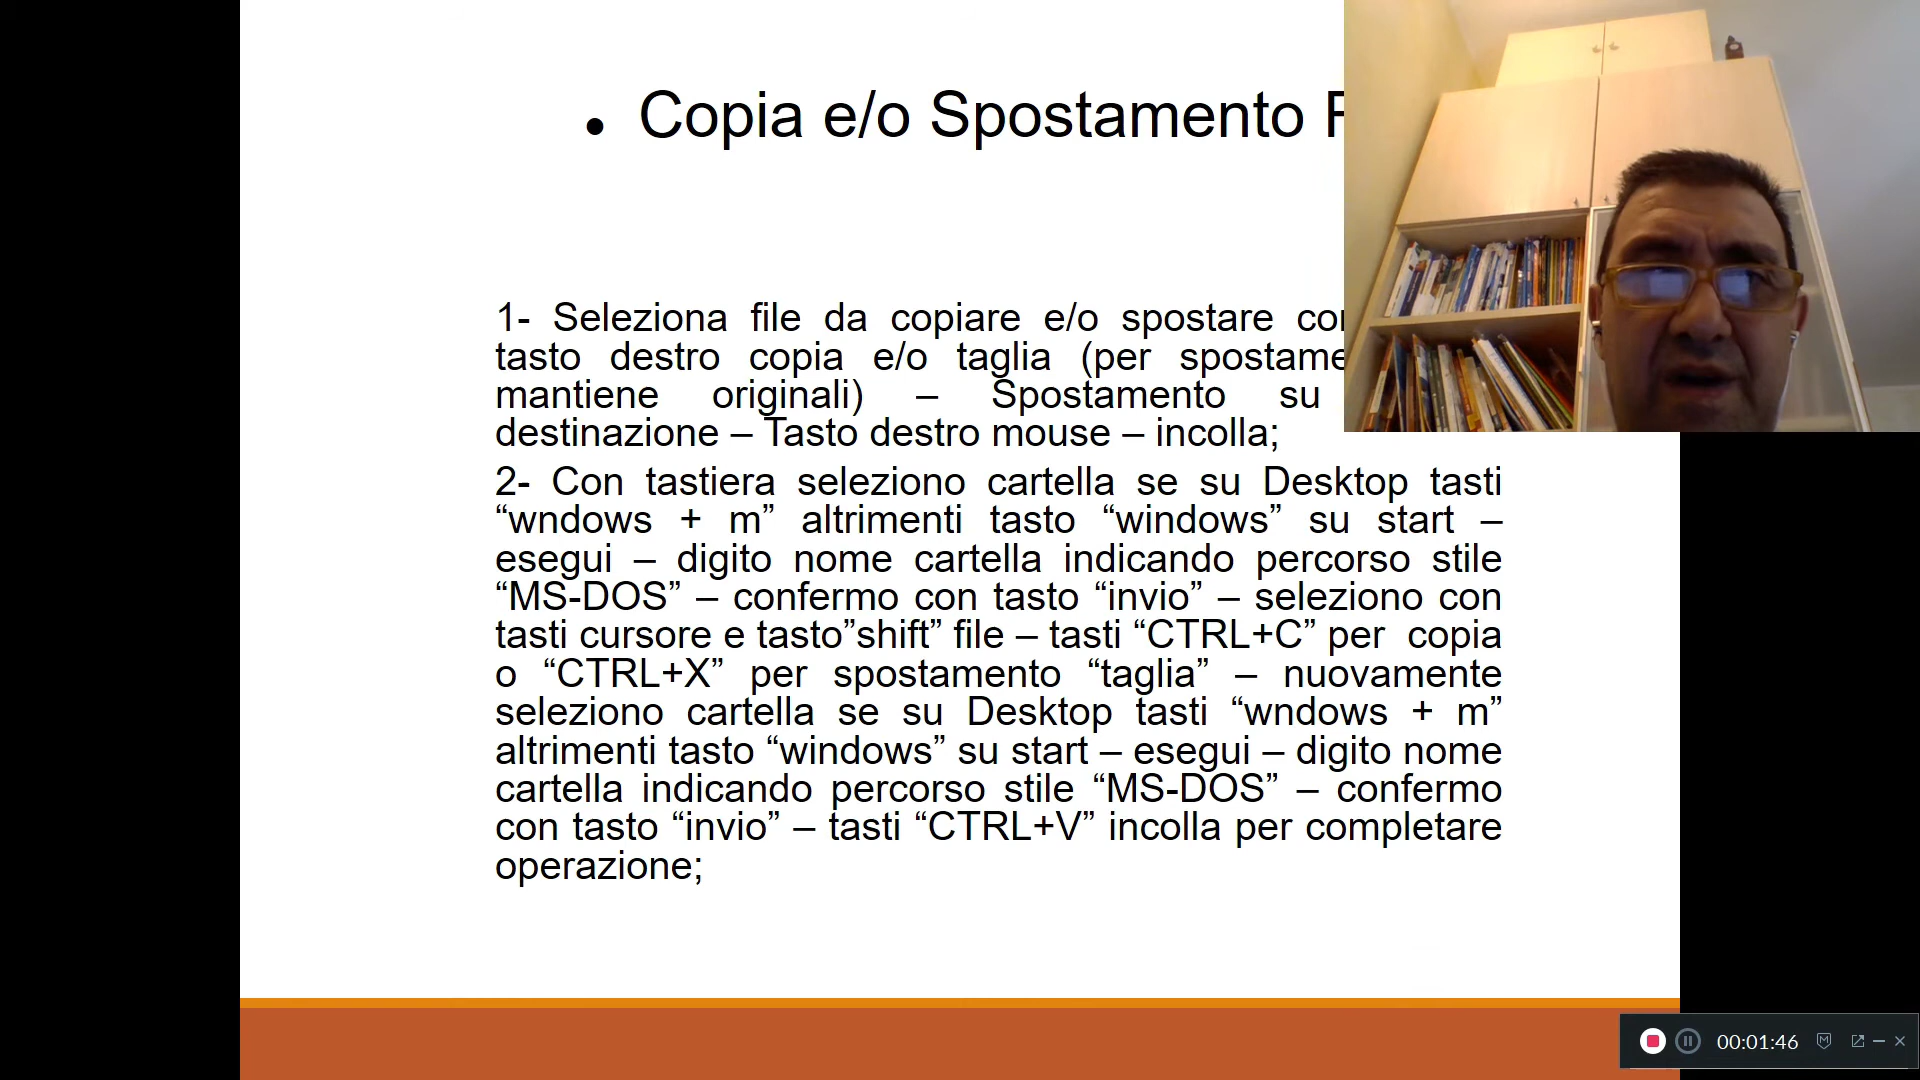 • Copia e/o Spostamento
1- Seleziona file da copiare e/o spostare
tasto destro copia e/o taglia (per
mantiene originali) – Spostamento su
destinazione – Tasto destro mouse – incolla;
2- Con tastiera seleziono cartella se su Desktop tasti
“wndows + m” altrimenti tasto “windows” su start –
esegui – digito nome cartella indicando percorso stile
“MS-DOS” – confermo con tasto “invio” – seleziono con
tasti cursore e tasto”shift” file – tasti “CTRL+C” per copia
o “CTRL+X” per spostamento “taglia” – nuovamente
seleziono cartella se su Desktop tasti “wndows + m”
altrimenti tasto “windows” su start – esegui – digito nome
cartella indicando percorso stile “MS-DOS” – confermo
con tasto “invio” – tasti “CTRL+V” incolla per completare
operazione;
00:01:46